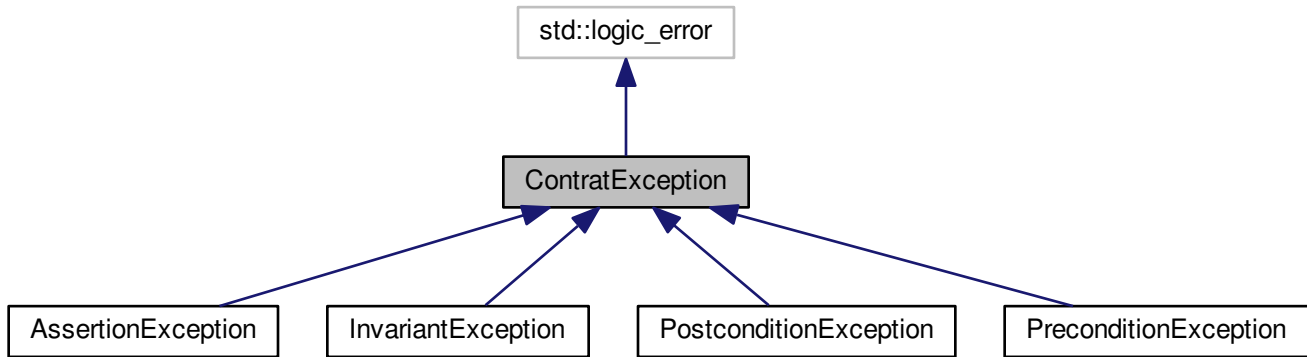 std::logic_error
ContratException
AssertionException
InvariantException
PostconditionException
PreconditionException